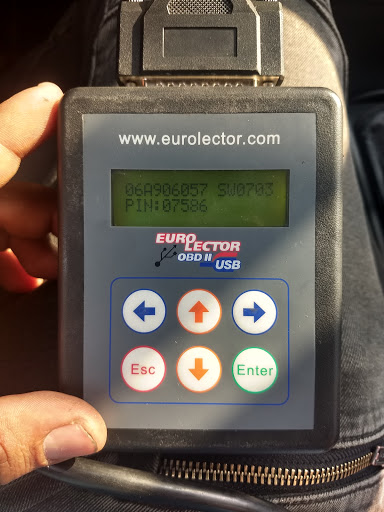 www.eurolector.com
06A906057 SW0703
PIN:07586
EURO
LECTOR
OBD II
USB
Esc
Enter